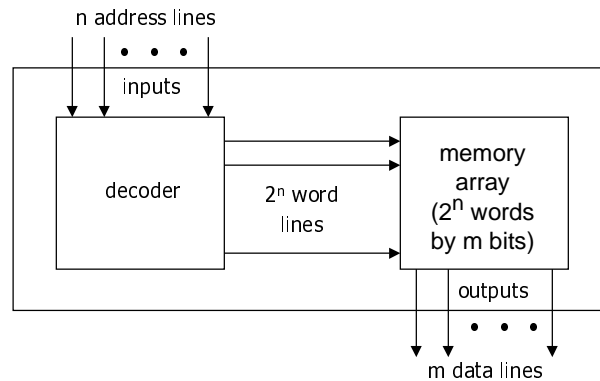 n address lines
inputs
decoder
2ⁿ word
lines
memory
array
(2ⁿ words
by m bits)
outputs
m data lines